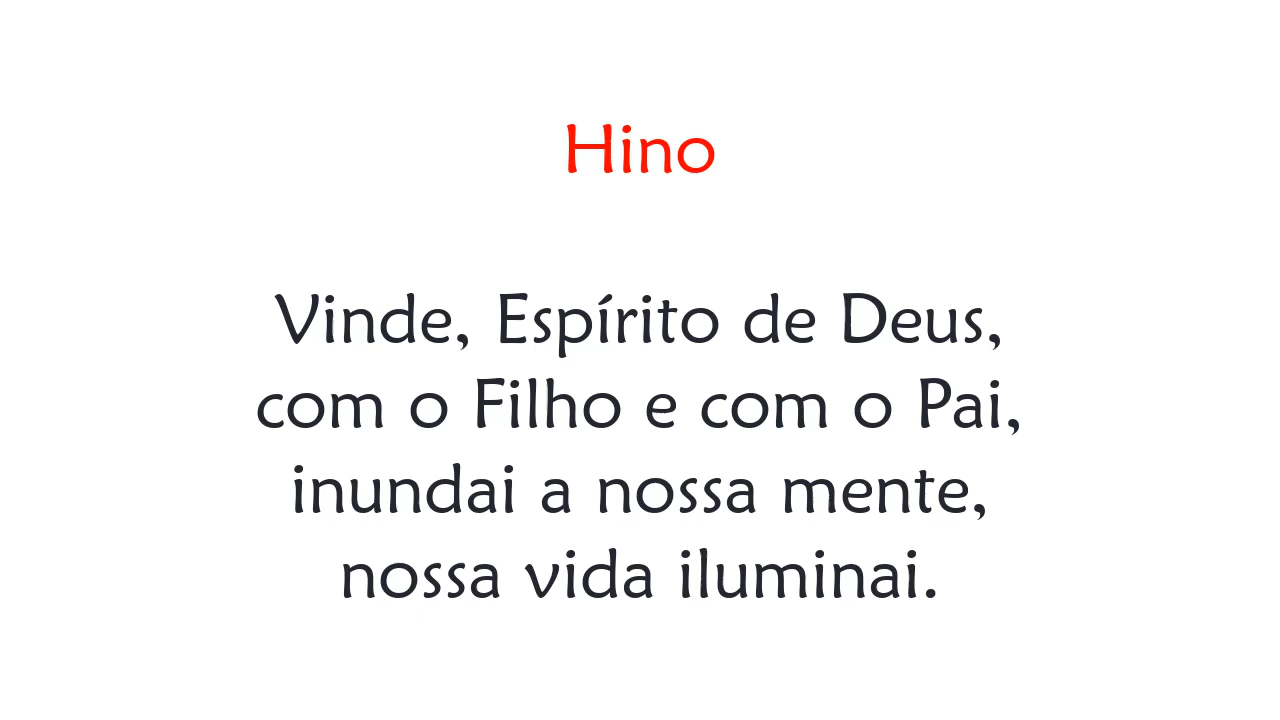 Hino
Vinde, Espírito de Deus,
com o Filho e com o Pai,
inundai a nossa mente,
nossa vida iluminai.